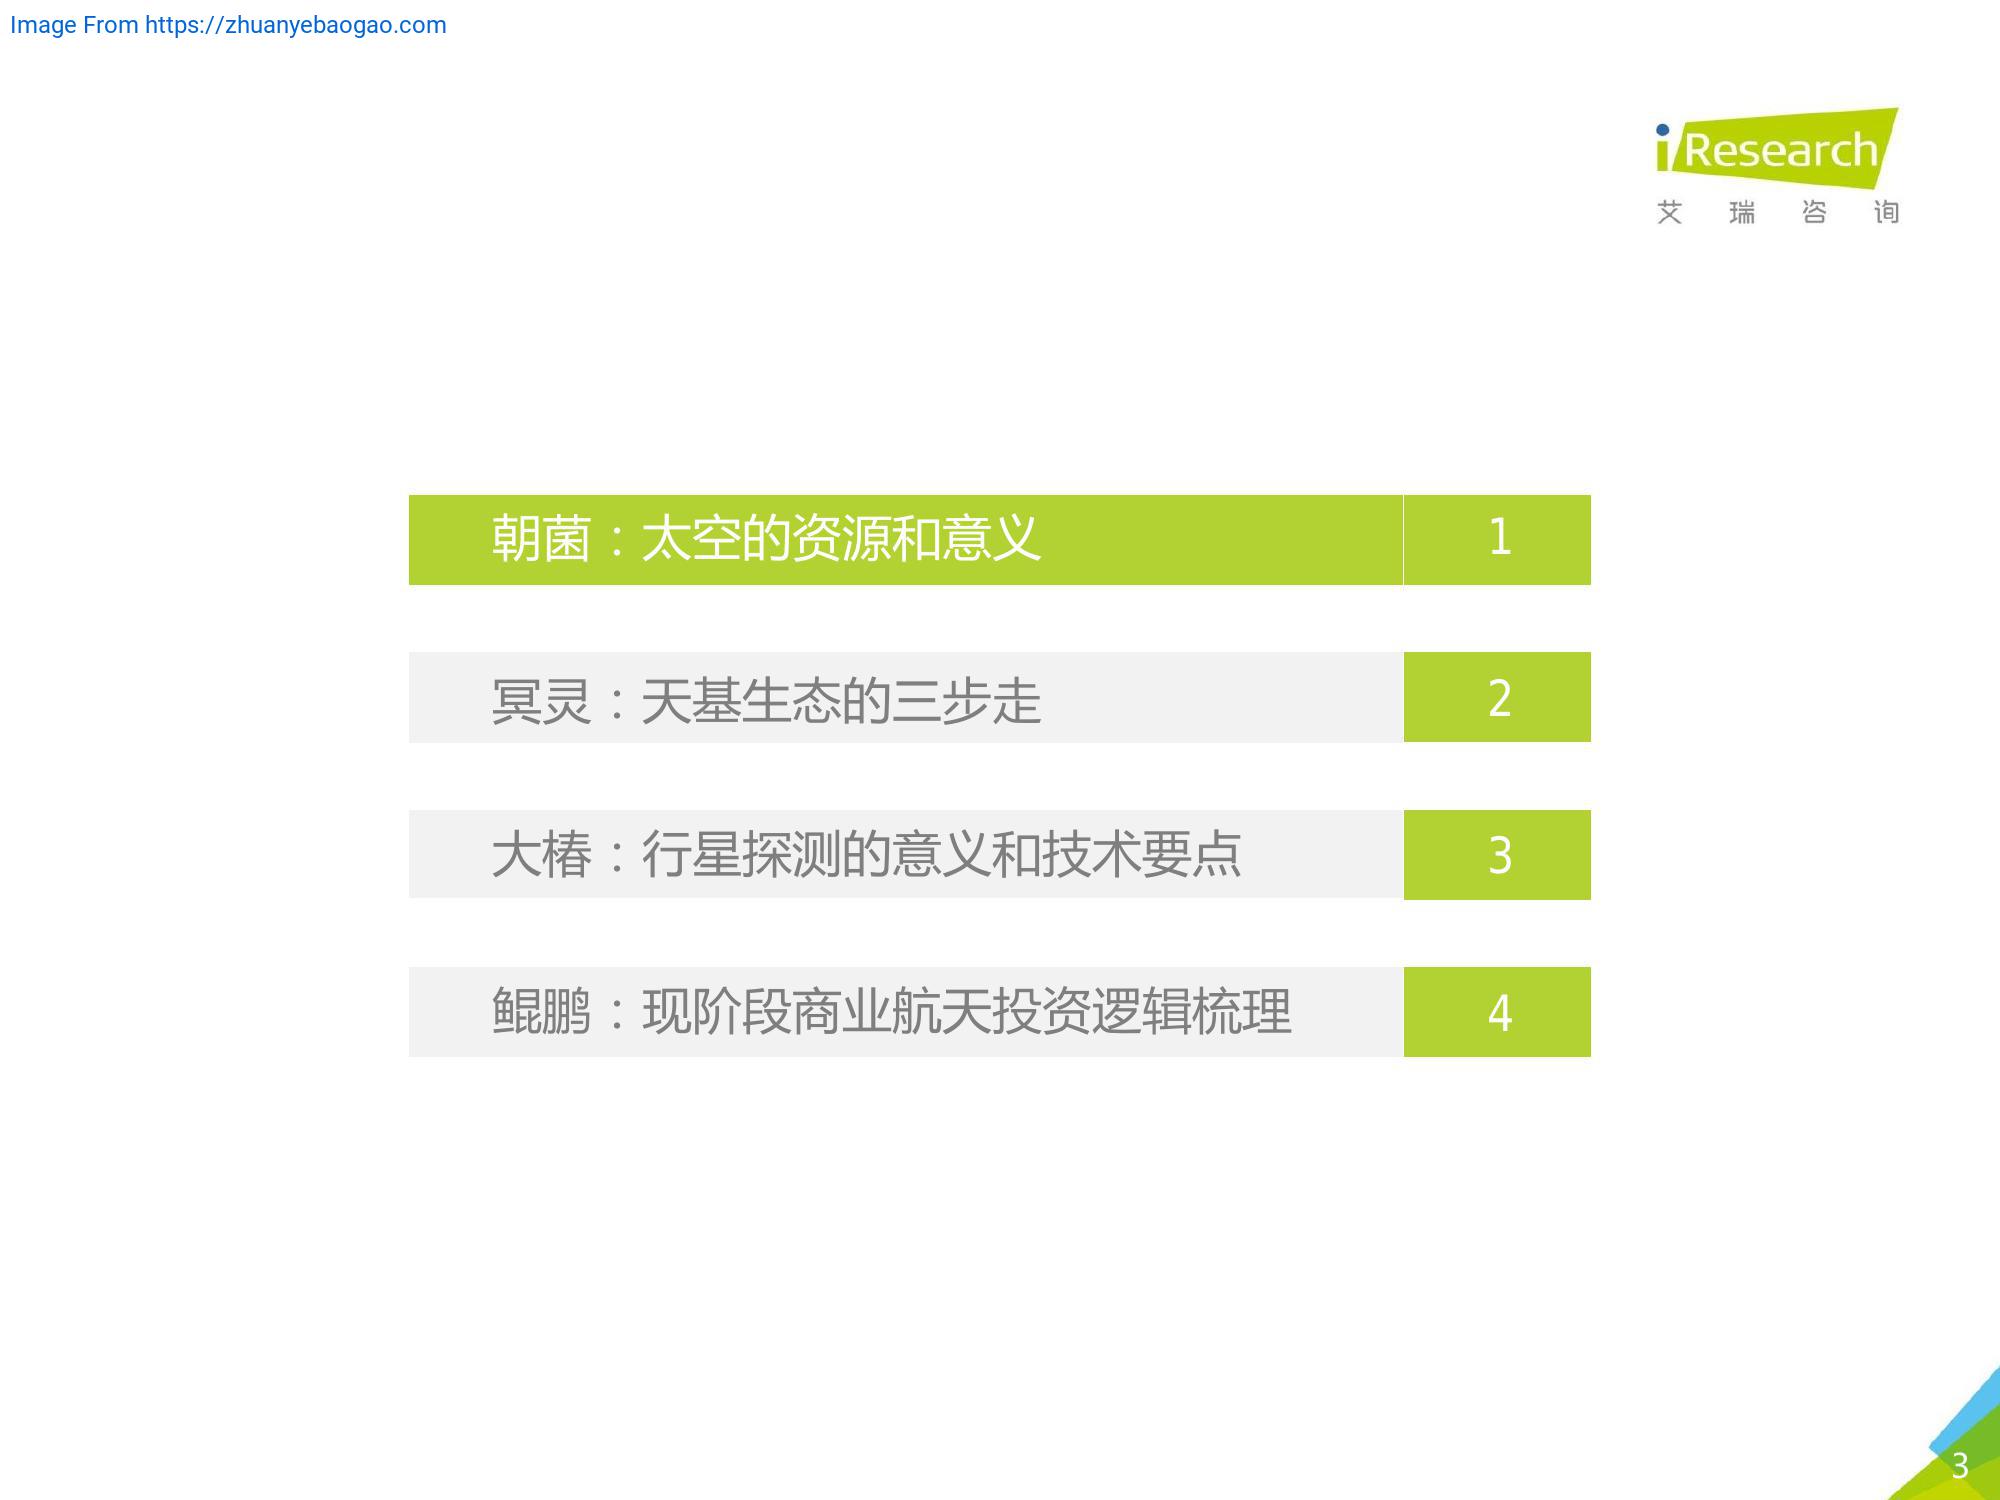 Image From https://zhuanyebaogao.com
iResearch
艾瑞咨询
朝菌：太空的资源和意义 1
冥灵：天基生态的三步走 2
大椿：行星探测的意义和技术要点 3
鲲鹏：现阶段商业航天投资逻辑梳理 4
3